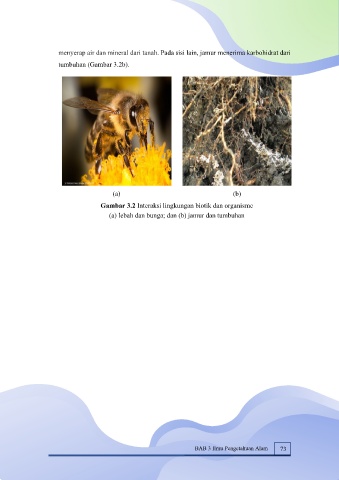 menyerap air dan mineral dari tanah. Pada sisi lain, jamur menerima karbohidrat dari
tumbuhan (Gambar 3.2b).
(a) (b)
Gambar 3.2 Interaksi lingkungan biotik dan organisme
(a) lebah dan bunga; dan (b) jamur dan tumbuhan
BAB 3 Ilmu Pengetahuan Alam 73